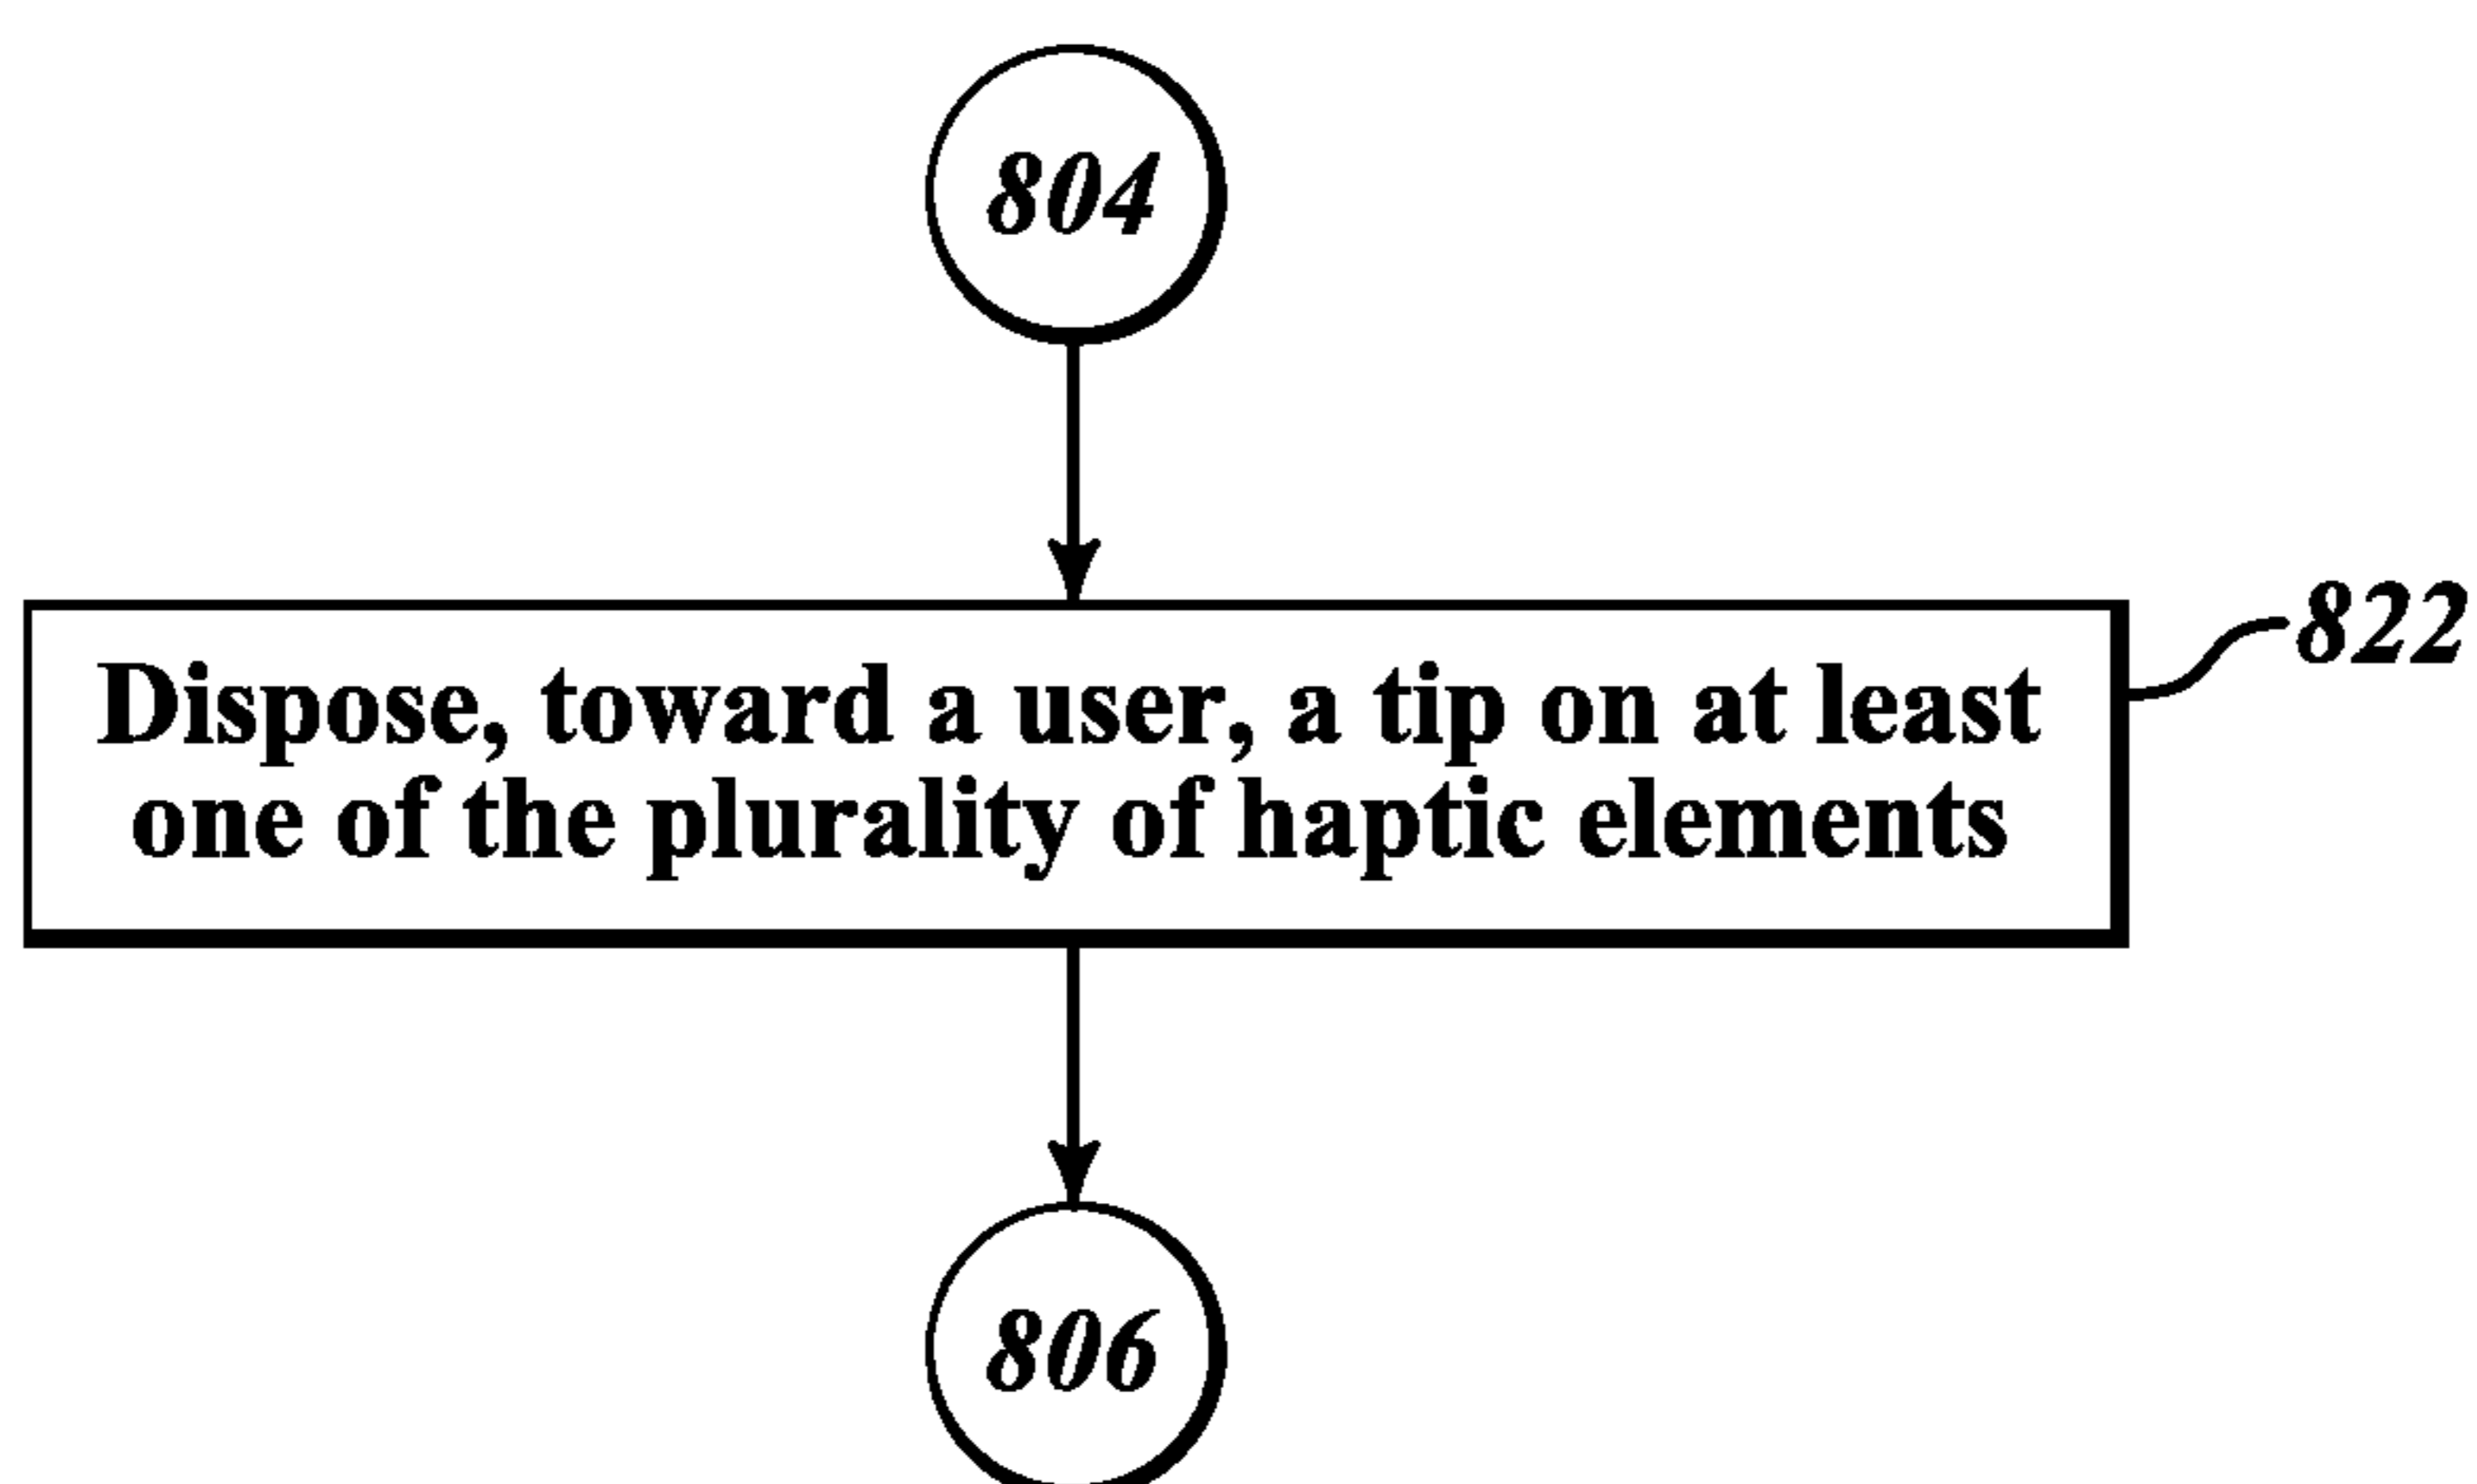 804
822
Dispose, toward a user, a tip on at least
one of the plurality of haptic elements
806